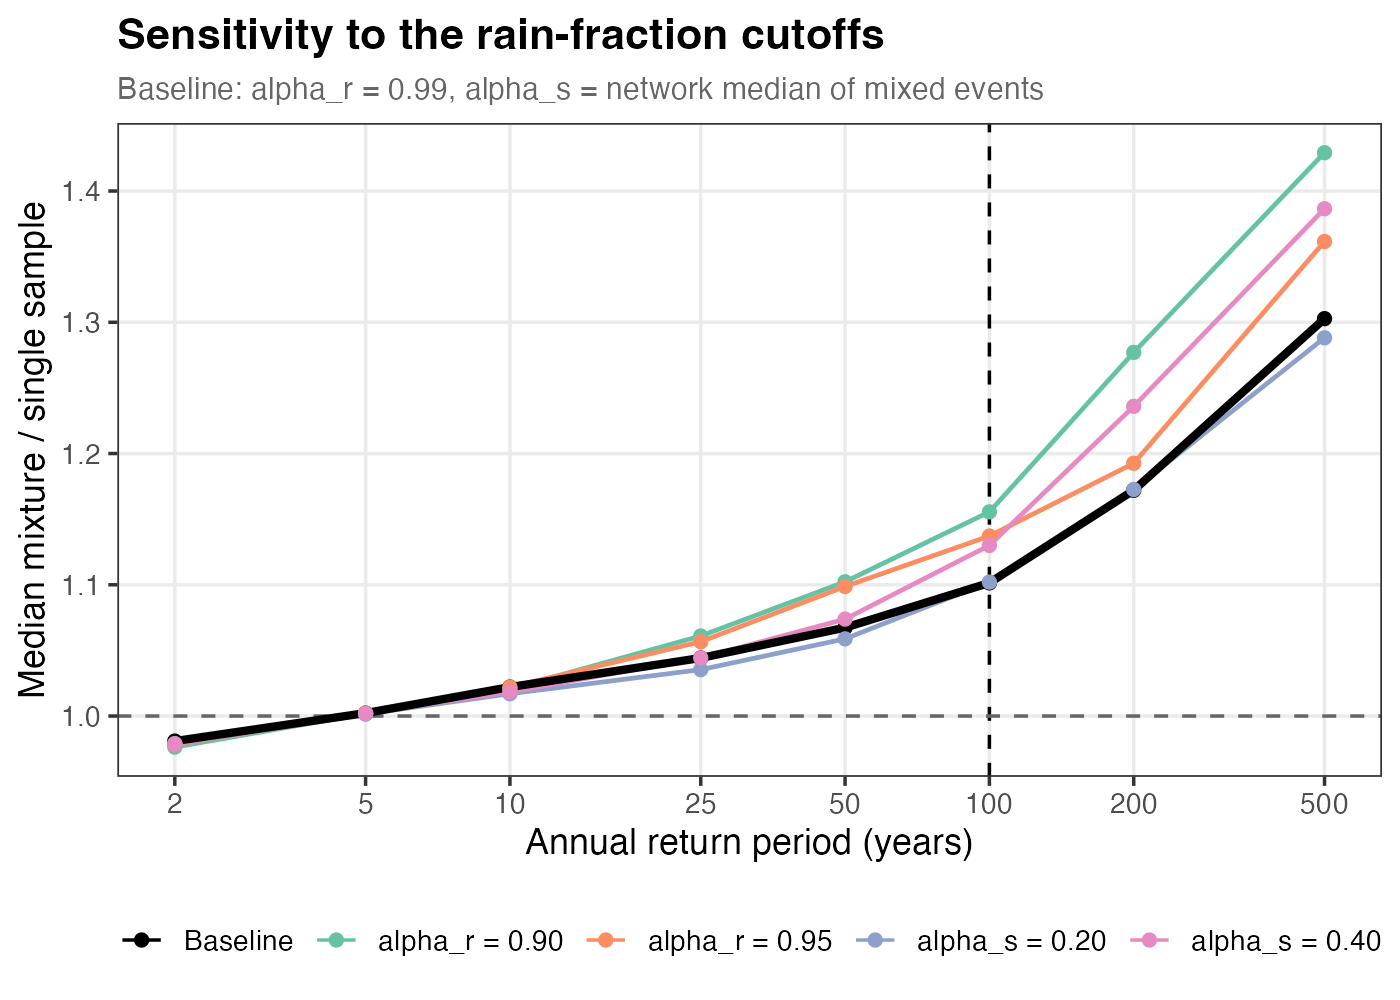 Sensitivity to the rain-fraction cutoffs
Baseline: alpha_r = 0.99, alpha_s = network median of mixed events
Median mixture / single sample
1.4
1.3
1.2
1.1
1.0
2 5 10 25 50 100 200 500
Annual return period (years)
Baseline alpha_r = 0.90 alpha_r = 0.95 alpha_s = 0.20 alpha_s = 0.40